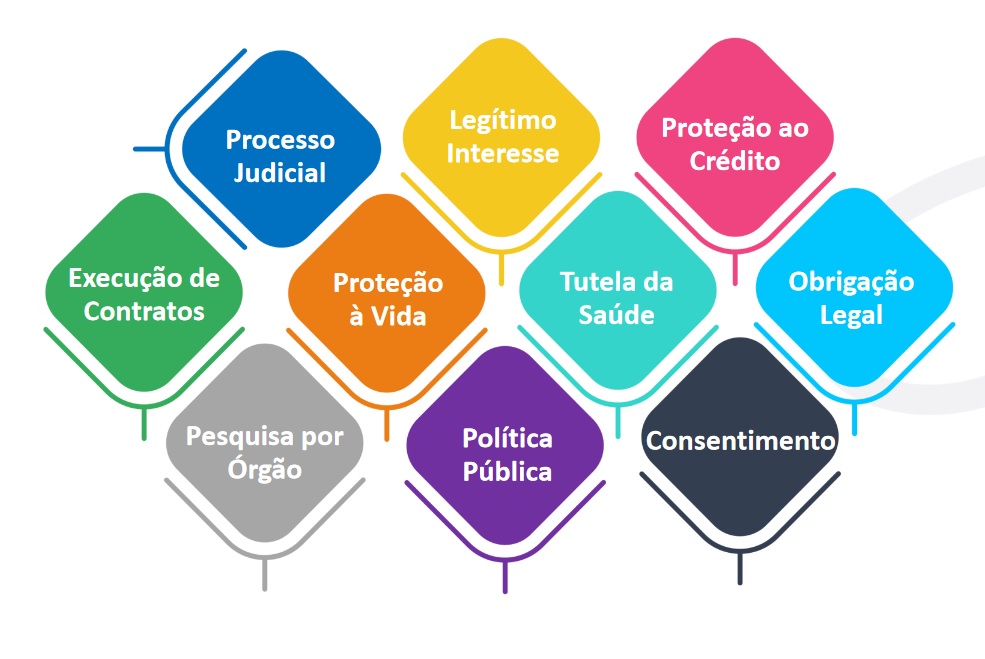 Processo
Judicial
Legítimo
Interesse
Proteção ao
Crédito
Execução de
Contratos
Proteção
à Vida
Tutela da
Saúde
Obrigação
Legal
Pesquisa por
Órgão
Política
Pública
Consentimento